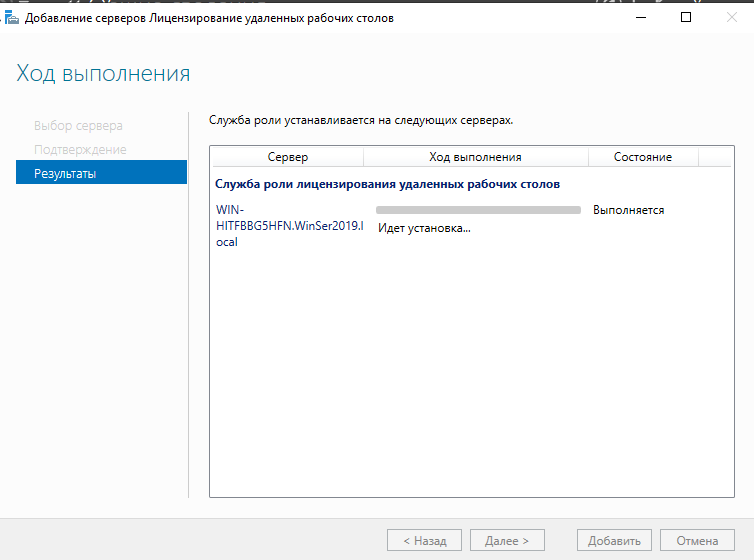 Добавление серверов Лицензирование удаленных рабочих столов
Ход выполнения
Выбор сервера
Подтверждение
Результаты
Служба роли устанавливается на следующих серверах.
Сервер Ход выполнения Состояние
Служба роли лицензирования удаленных рабочих столов
WIN-
HITFBBG5HFN.WinSer2019.l
ocal
Идет установка...
Выполняется
< Назад Далее > Добавить Отмена